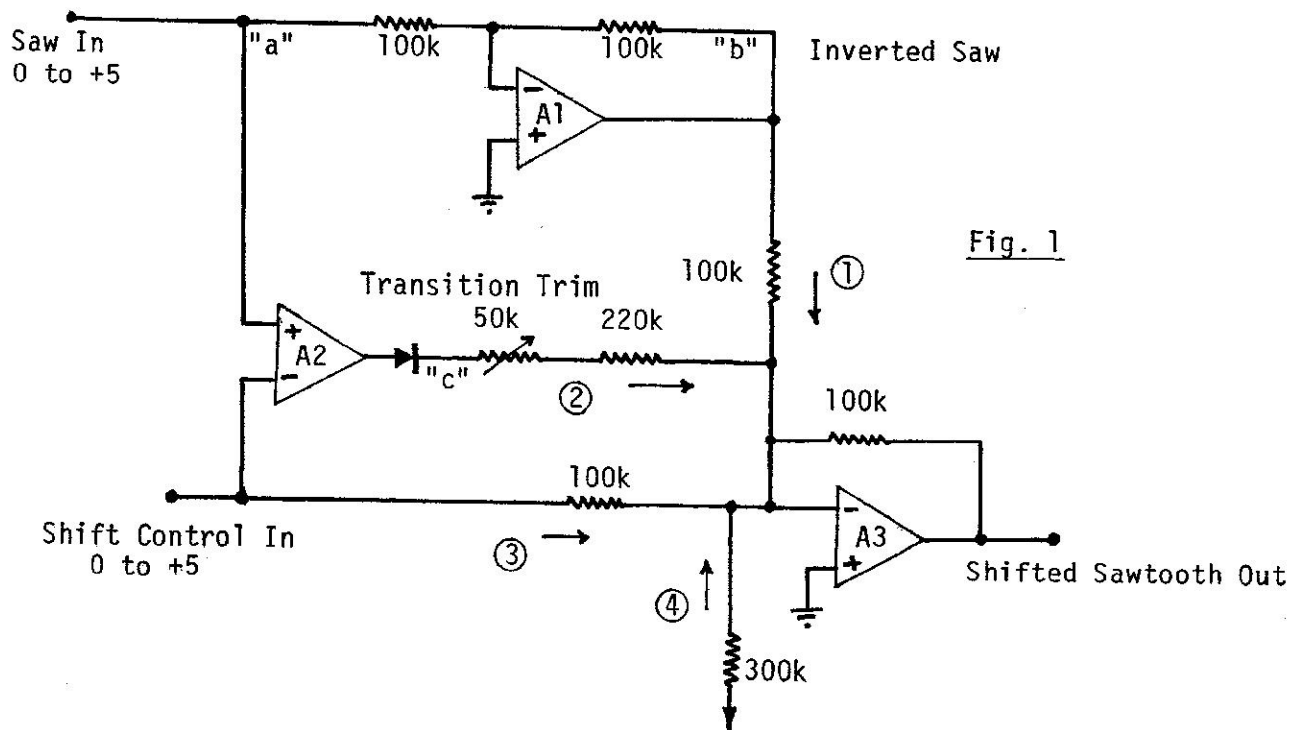 Saw In
0 to +5
"a"
100k
100k
"b"
Inverted Saw
-
A1
+
100k
①
Fig. 1
Transition Trim
50k
220k
+
A2
-
"c"
②
100k
100k
Shift Control In
0 to +5
③
-
A3
+
Shifted Sawtooth Out
④
300k